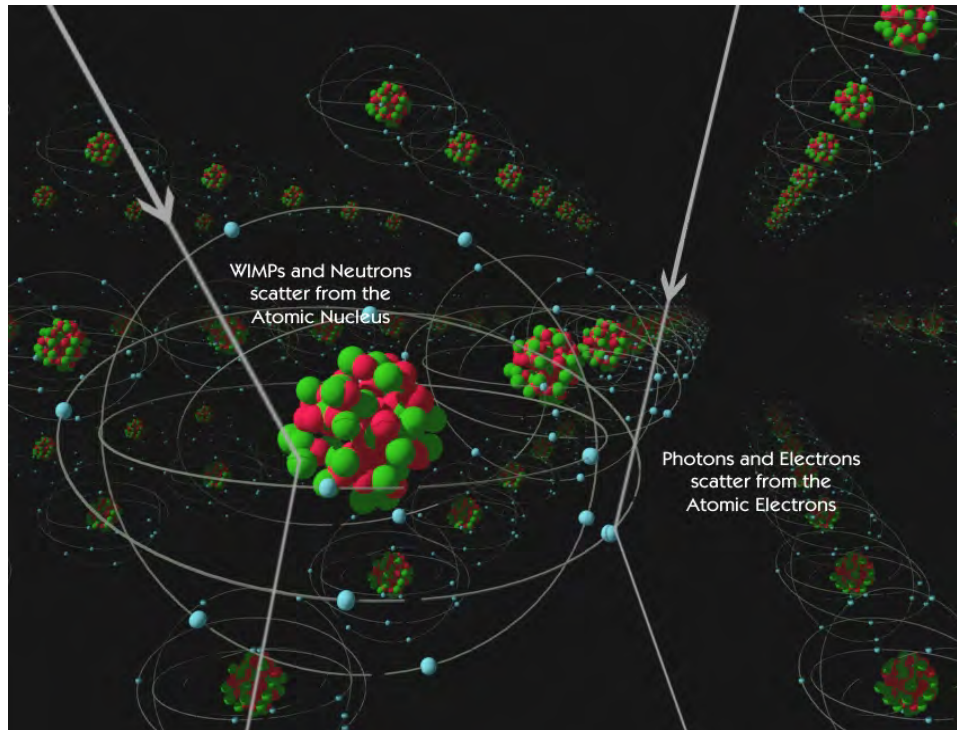 WIMPs and Neutrons
scatter from the
Atomic Nucleus
Photons and Electrons
scatter from the
Atomic Electrons